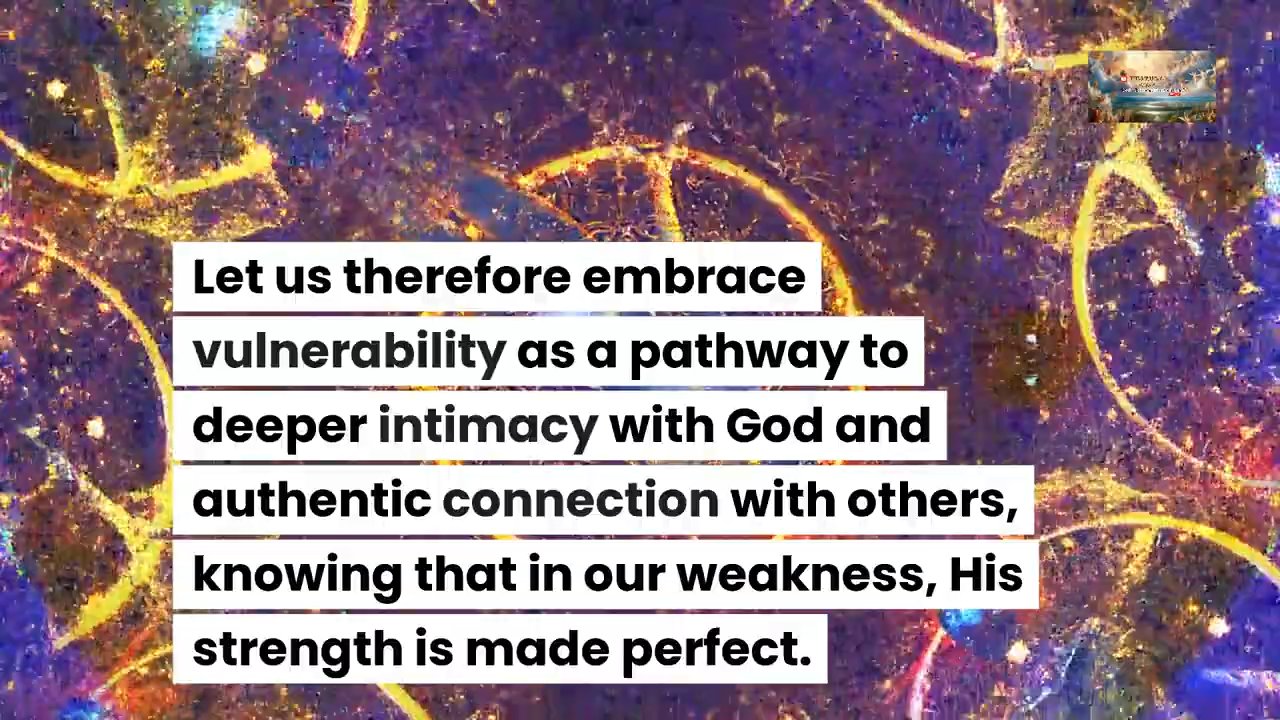 Let us therefore embrace
vulnerability as a pathway to
deeper intimacy with God and
authentic connection with others,
knowing that in our weakness, His
strength is made perfect.